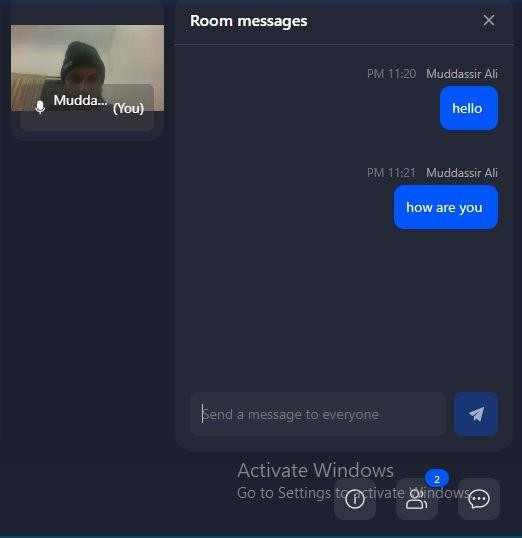 Room messages
Mudda... (You)
PM 11:20 Muddassir Ali
hello
PM 11:21 Muddassir Ali
how are you
Send a message to everyone
Activate Windows
Go to Settings to activate Windows.
2